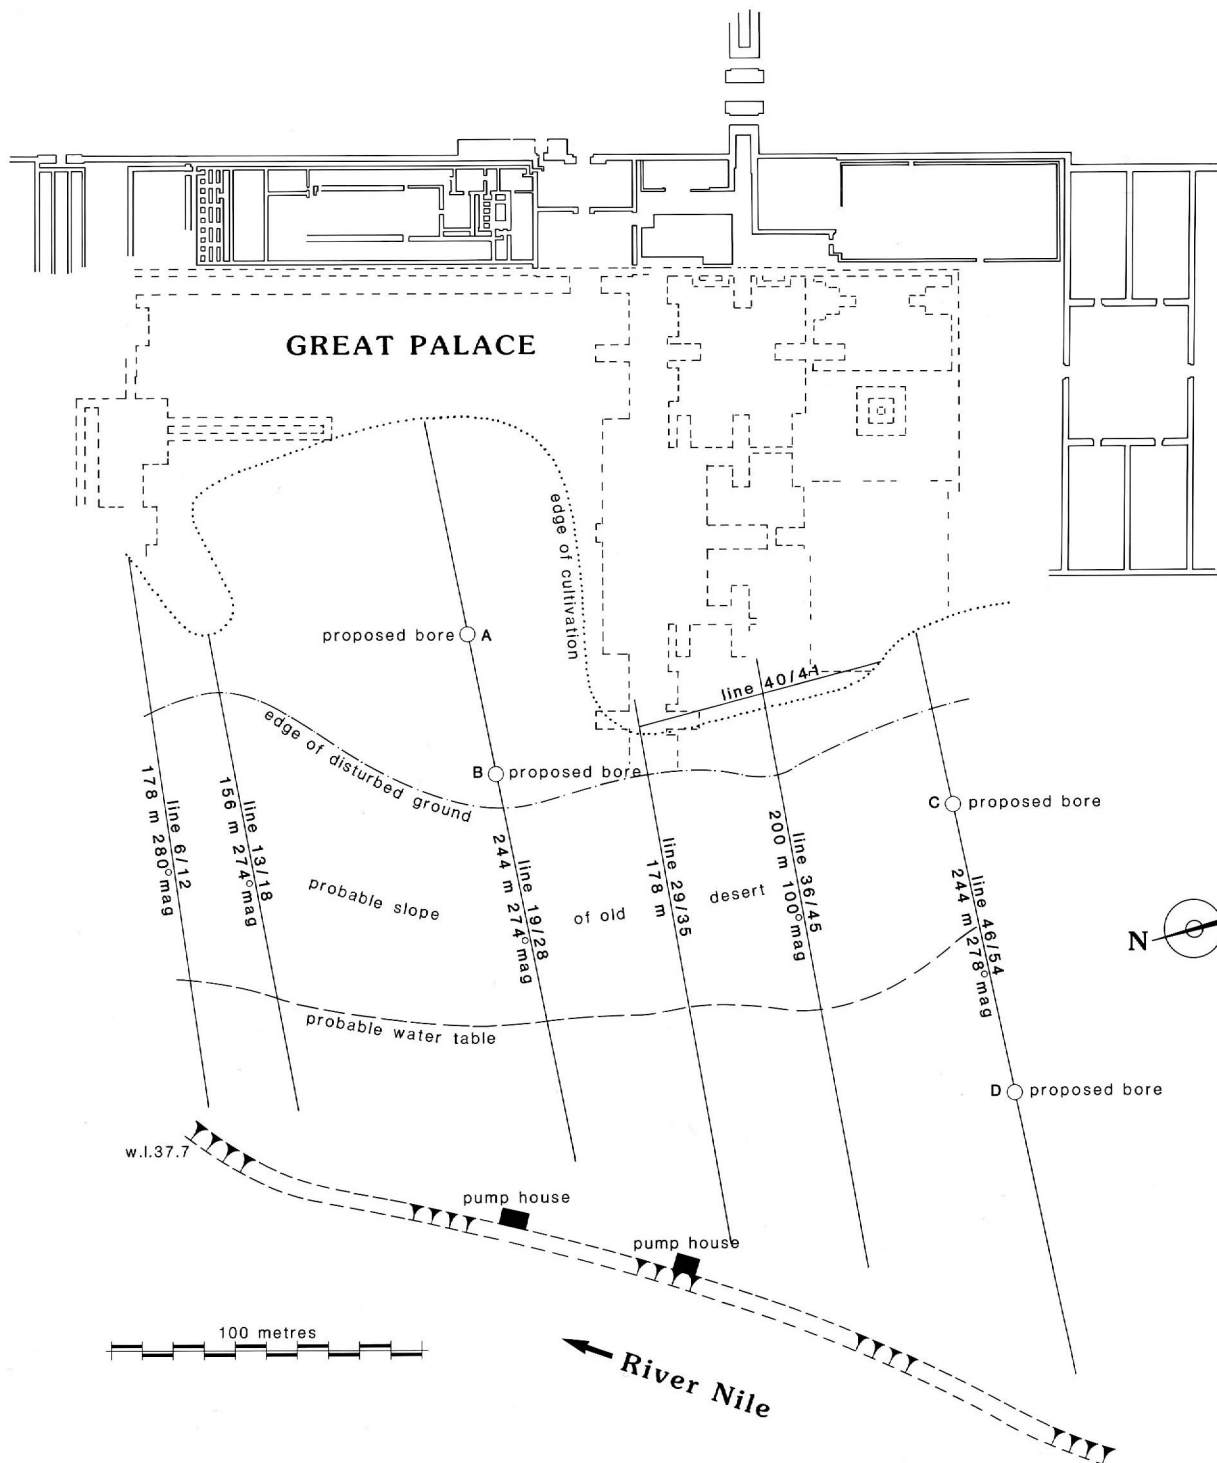 GREAT PALACE
edge of cultivation
proposed bore A
line 40/41
edge of disturbed ground
B proposed bore
C proposed bore
line 6/12
178 m 280°mag
line 13/18
156 m 274°mag
line 19/28
244 m 274°mag
line 29/35
178 m
line 36/45
200 m 100°mag
line 46/54
244 m 278°mag
probable slope
of old
desert
N
probable water table
D proposed bore
w.l.37.7
pump house
pump house
100 metres
River Nile